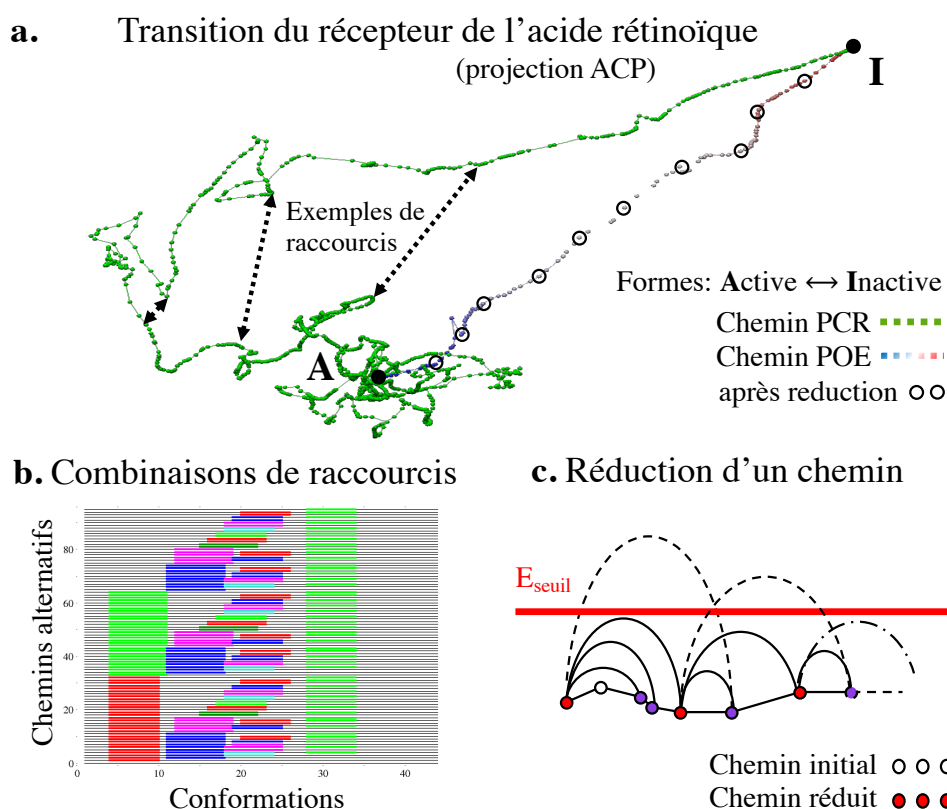 a. Transition du récepteur de l'acide rétinoïque
(projection ACP)
I
Exemples de
raccourcis
A
Formes: Active ↔ Inactive
Chemin PCR
Chemin POE
après reduction
b. Combinaisons de raccourcis
Chemins alternatifs
80
60
40
20
0
0 10 20 30 40
Conformations
c. Réduction d'un chemin
E seuil
Chemin initial
Chemin réduit